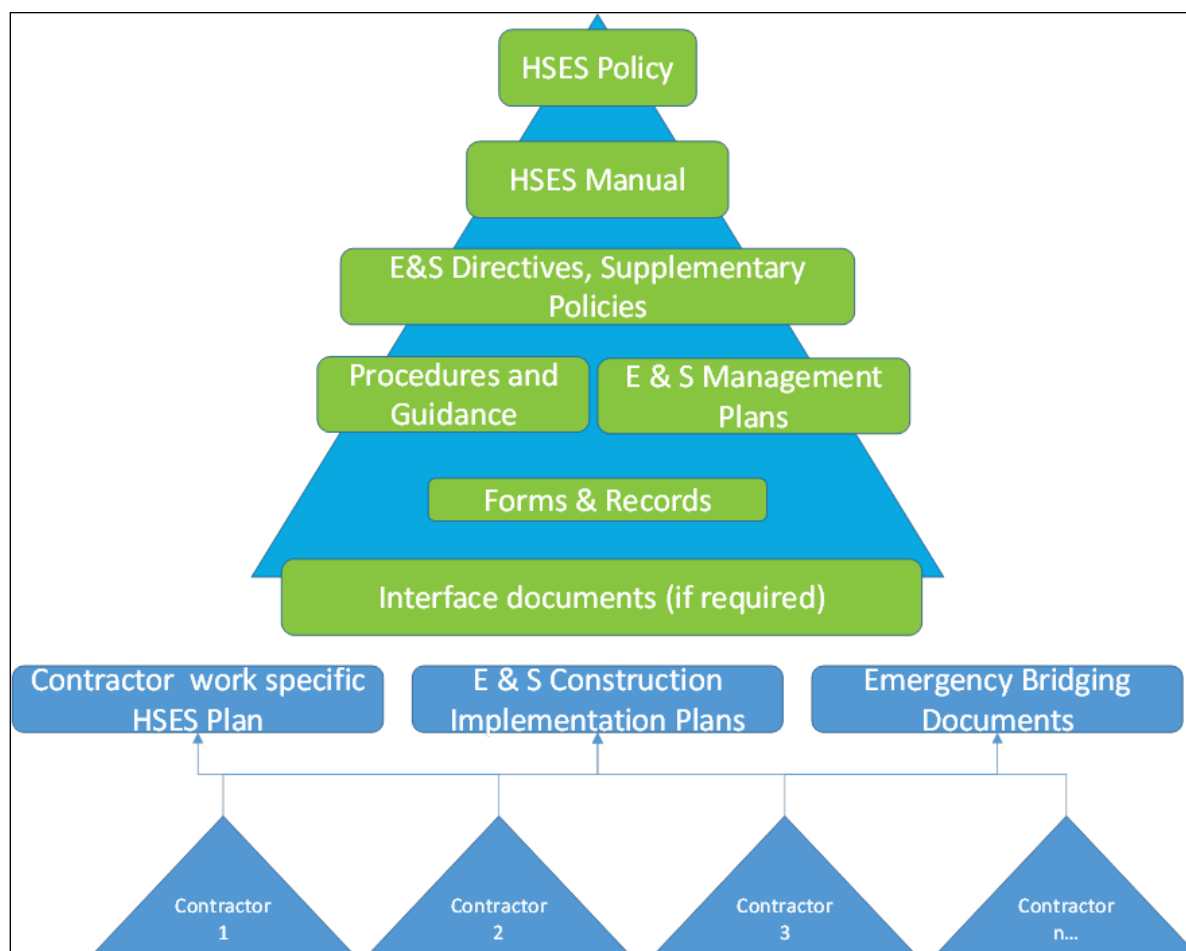 HSES Policy
HSES Manual
E&S Directives, Supplementary
Policies
Procedures and
Guidance
E & S Management
Plans
Forms & Records
Interface documents (if required)
Contractor  work specific
HSES Plan
E & S Construction
Implementation Plans
Emergency Bridging
Documents
Contractor
1
Contractor
2
Contractor
3
Contractor
n...